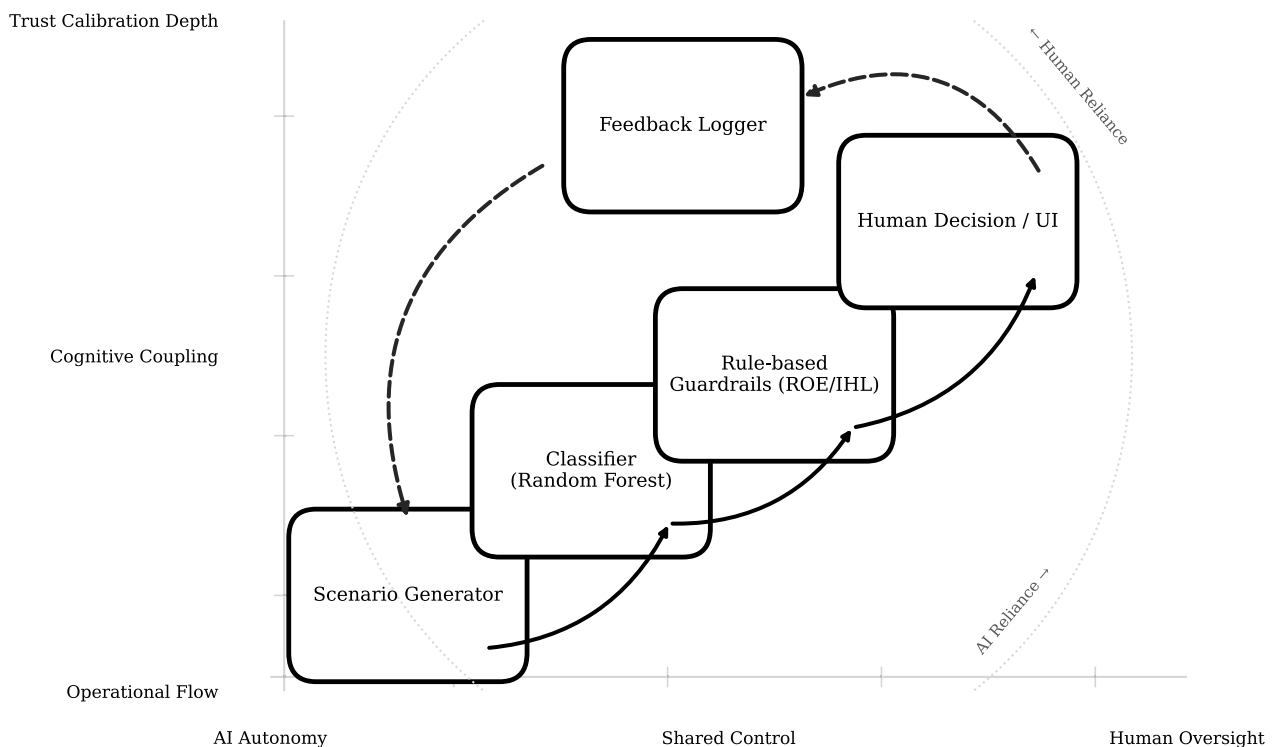 Trust Calibration Depth
← Human Reliance
Feedback Logger
Human Decision / UI
Cognitive Coupling
Rule-based
Guardrails (ROE/IHL)
Classifier
(Random Forest)
Scenario Generator
AI Reliance →
Operational Flow
AI Autonomy
Shared Control
Human Oversight